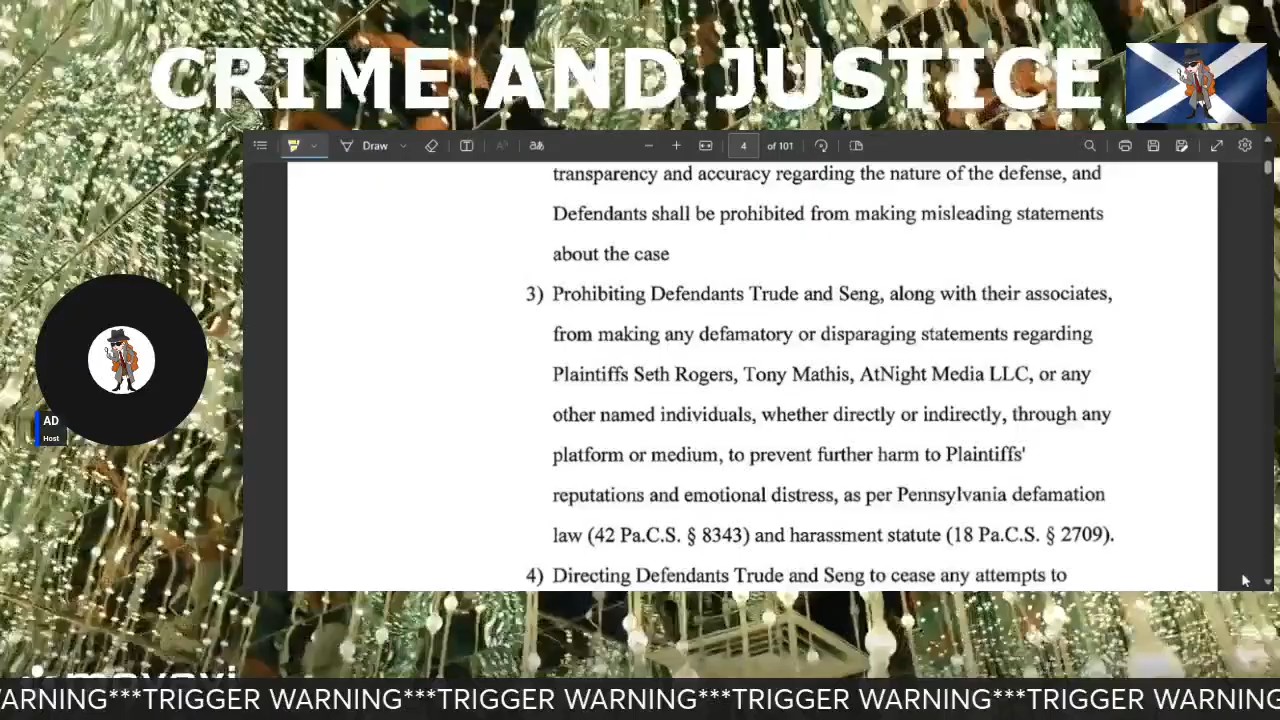 CRIME AND JUSTICE
Draw
4
of 101
transparency and accuracy regarding the nature of the defense, and
Defendants shall be prohibited from making misleading statements
about the case
3) Prohibiting Defendants Trude and Seng, along with their associates,
from making any defamatory or disparaging statements regarding
Plaintiffs Seth Rogers, Tony Mathis, AtNight Media LLC, or any
other named individuals, whether directly or indirectly, through any
platform or medium, to prevent further harm to Plaintiffs'
reputations and emotional distress, as per Pennsylvania defamation
law (42 Pa.C.S. § 8343) and harassment statute (18 Pa.C.S. § 2709).
4) Directing Defendants Trude and Seng to cease any attempts to
AD
Host
ARNING***TRIGGER WARNING***TRIGGER WARNING***TRIGGER WARNING***TRIGGER WARNING